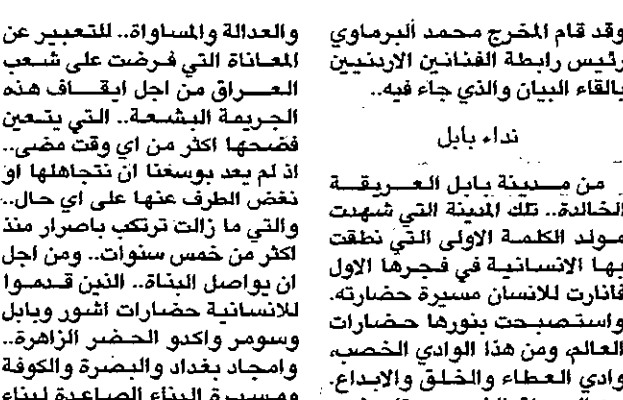 وقد قام المخرج محمد البرماوي
رئيس رابطة الفنانين الاردنيين
بالقاء البيان والذي جاء فيه..
نداء بابل
من مدينة بابل العريقة
الخالدة.. تلك المدينة التي شهدت
مولد الكلمة الاولى التي نطقت
بها الانسانية في فجرها الاول
فانارت للانسان مسيرة حضارته.
واستصبحت بنورها حضارات
العالم، ومن هذا الوادي الخصب،
وادي العطاء والخلق والابداع.
والعدالة والمساواة.. للتعبير عن
المعاناة التي فرضت على شعب
العراق من اجل ايقاف هذه
الجريمة البشعة.. التي يتعين
فضحها اكثر من اي وقت مضى..
اذ لم يعد بوسعنا ان نتجاهلها او
نغض الطرف عنها على اي حال..
والتي ما زالت ترتكب باصرار منذ
اكثر من خمس سنوات.. ومن اجل
ان يواصل البناة.. الذين قدموا
للانسانية حضارات اشور وبابل
وسومر واكدو الحضر الزاهرة..
وامجاد بغداد والبصرة والكوفة
ومسيرة البناء الصاعدة لبناء